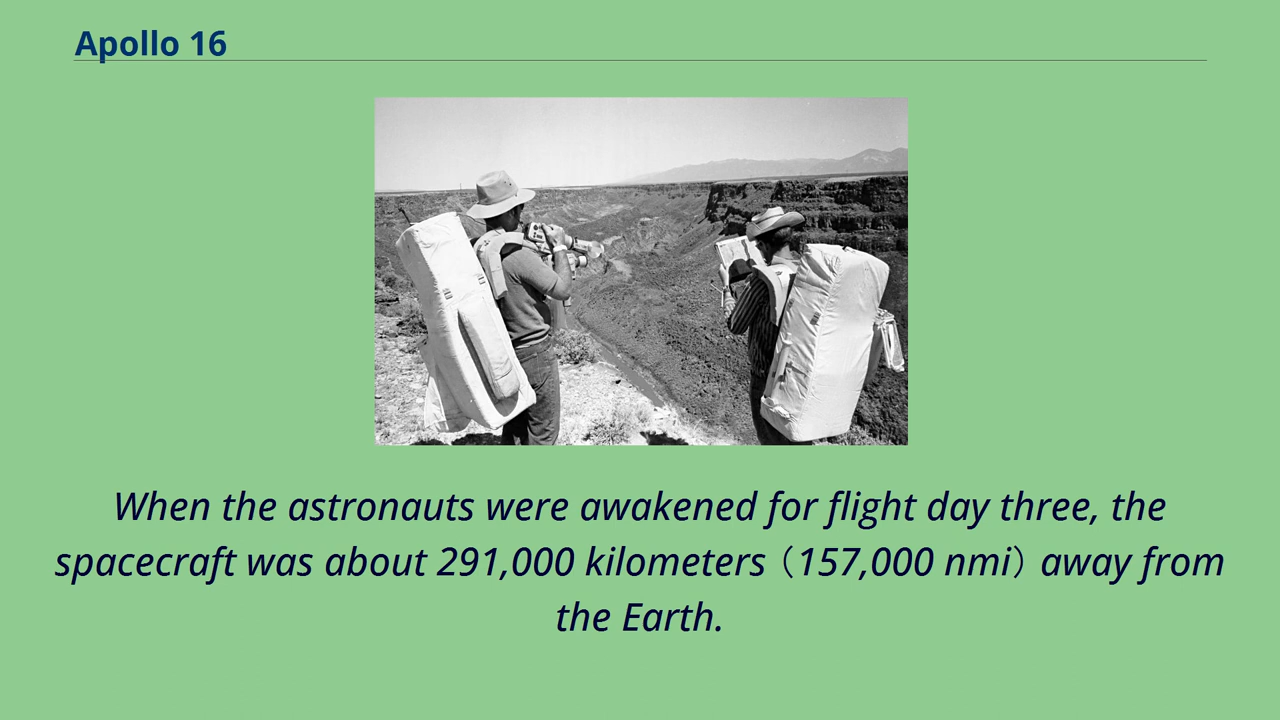 Apollo 16
When the astronauts were awakened for flight day three, the
spacecraft was about 291,000 kilometers（157,000 nmi）away from
the Earth.